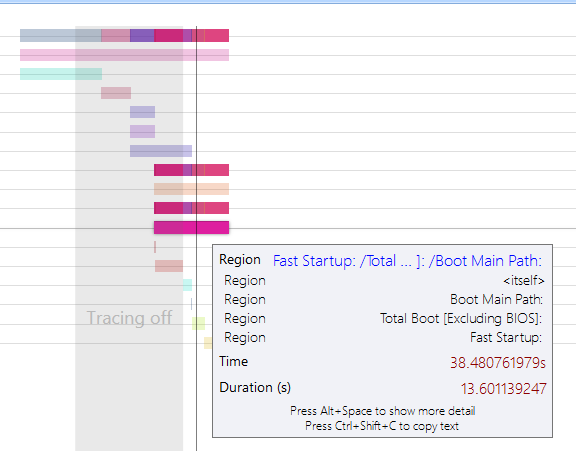 Region Fast Startup: /Total ... ]: /Boot Main Path:
Region <itself>
Region Boot Main Path:
Region Total Boot [Excluding BIOS]:
Region Fast Startup:
Tracing off
Time 38.480761979s
Duration (s) 13.601139247
Press Alt+Space to show more detail
Press Ctrl+Shift+C to copy text